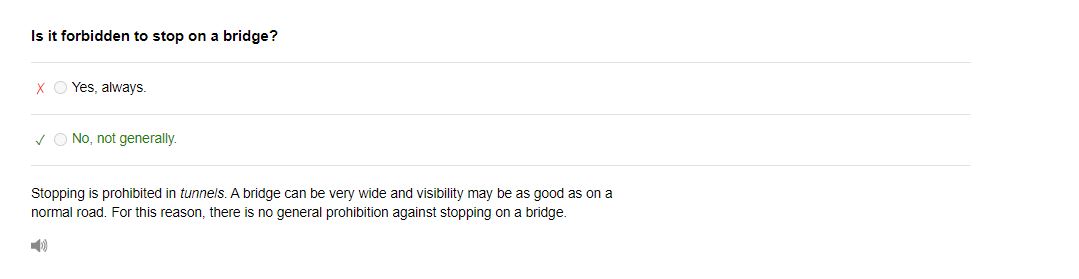 Is it forbidden to stop on a bridge?
X Yes, always.
✓ No, not generally.
Stopping is prohibited in tunnels. A bridge can be very wide and visibility may be as good as on a
normal road. For this reason, there is no general prohibition against stopping on a bridge.